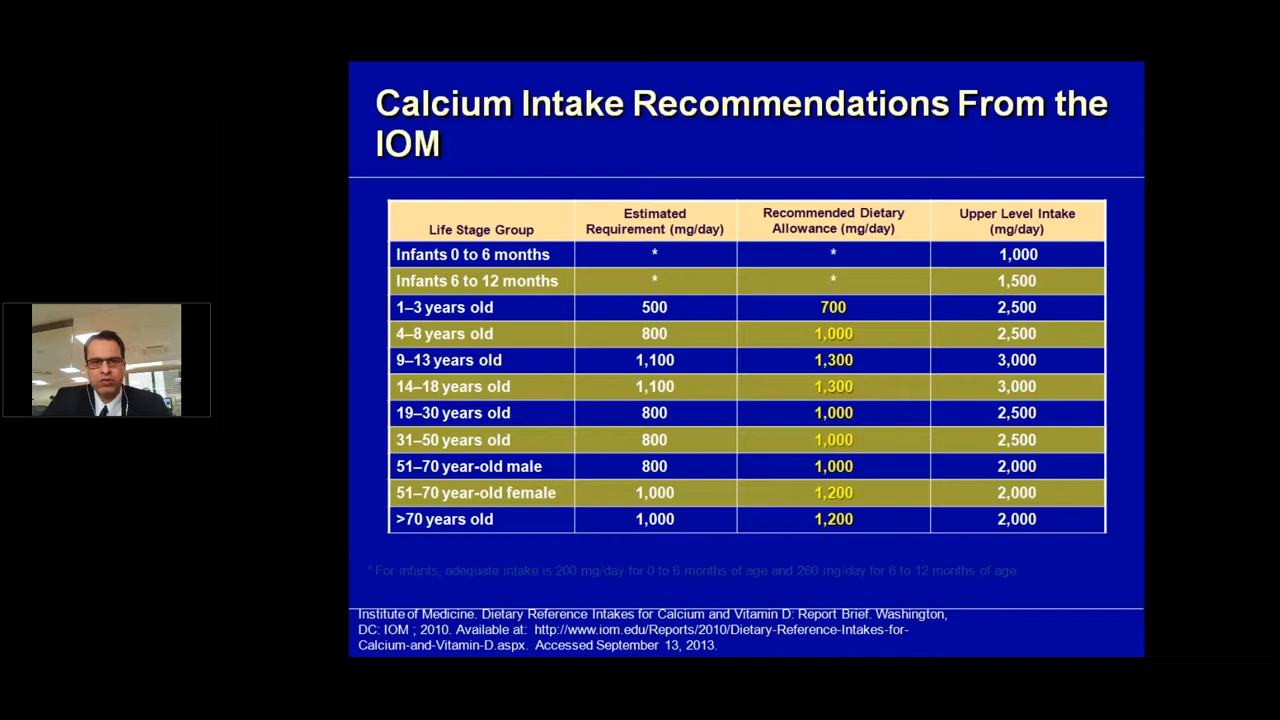 Calcium Intake Recommendations From the
IOM
Life Stage Group
Estimated
Requirement (mg/day)
Recommended Dietary
Allowance (mg/day)
Upper Level Intake
(mg/day)
Infants 0 to 6 months * * 1,000
Infants 6 to 12 months * * 1,500
1–3 years old 500 700 2,500
4–8 years old 800 1,000 2,500
9–13 years old 1,100 1,300 3,000
14–18 years old 1,100 1,300 3,000
19–30 years old 800 1,000 2,500
31–50 years old 800 1,000 2,500
51–70 year-old male 800 1,000 2,000
51–70 year-old female 1,000 1,200 2,000
>70 years old 1,000 1,200 2,000
* For infants, adequate intake is 200 mg/day for 0 to 6 months of age and 260 mg/day for 6 to 12 months of age
Institute of Medicine. Dietary Reference Intakes for Calcium and Vitamin D: Report Brief. Washington,
DC: IOM ; 2010. Available at: http://www.iom.edu/Reports/2010/Dietary-Reference-Intakes-for-
Calcium-and-Vitamin-D.aspx. Accessed September 13, 2013.